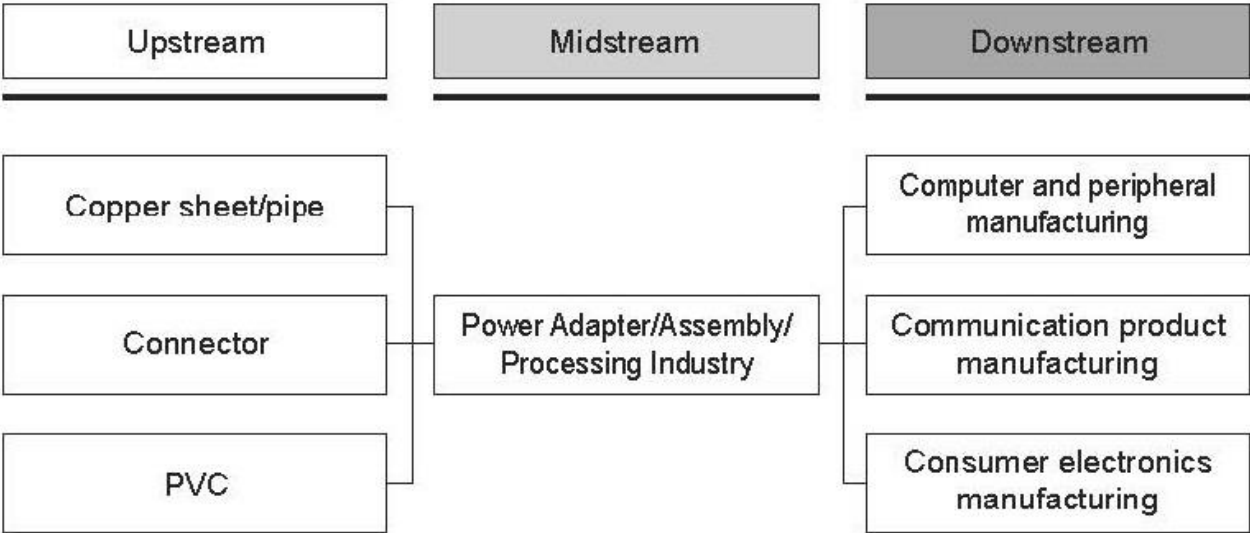 Upstream
Midstream
Downstream
Copper sheet/pipe
Connector
PVC
Power Adapter/Assembly/
Processing Industry
Computer and peripheral
manufacturing
Communication product
manufacturing
Consumer electronics
manufacturing